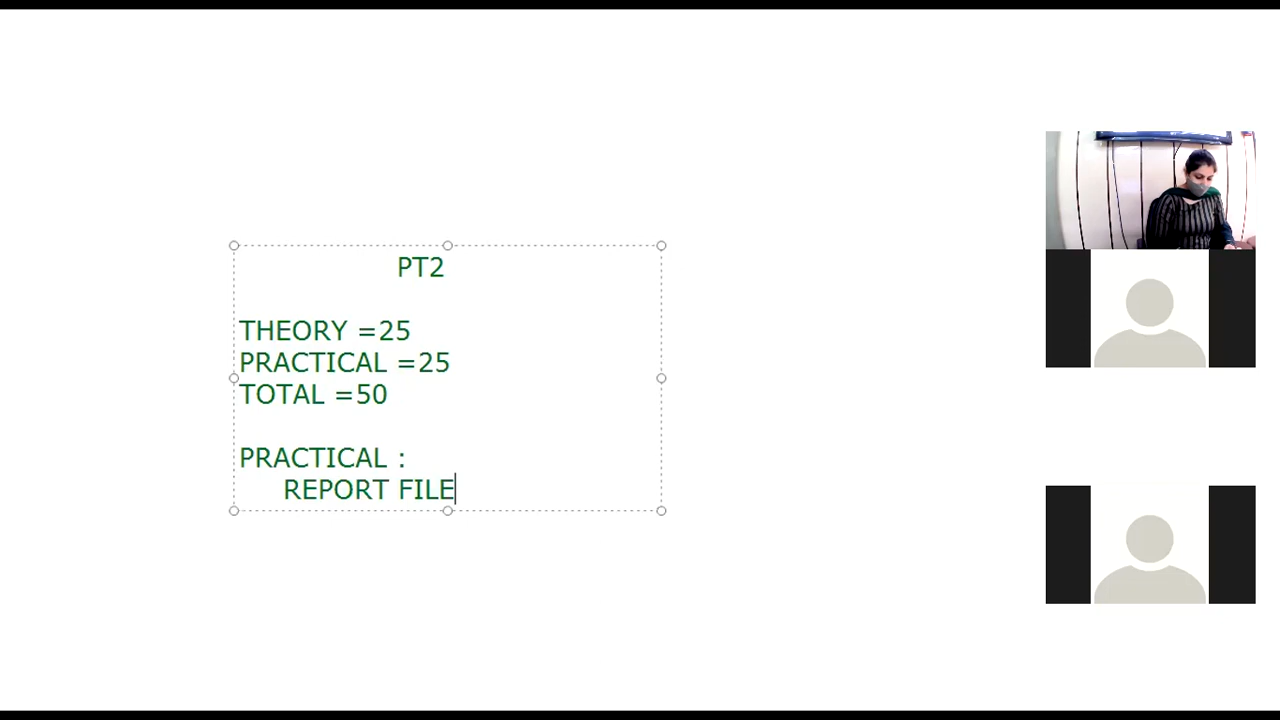 PT2
THEORY =25
PRACTICAL =25
TOTAL =50
PRACTICAL :
REPORT FILE